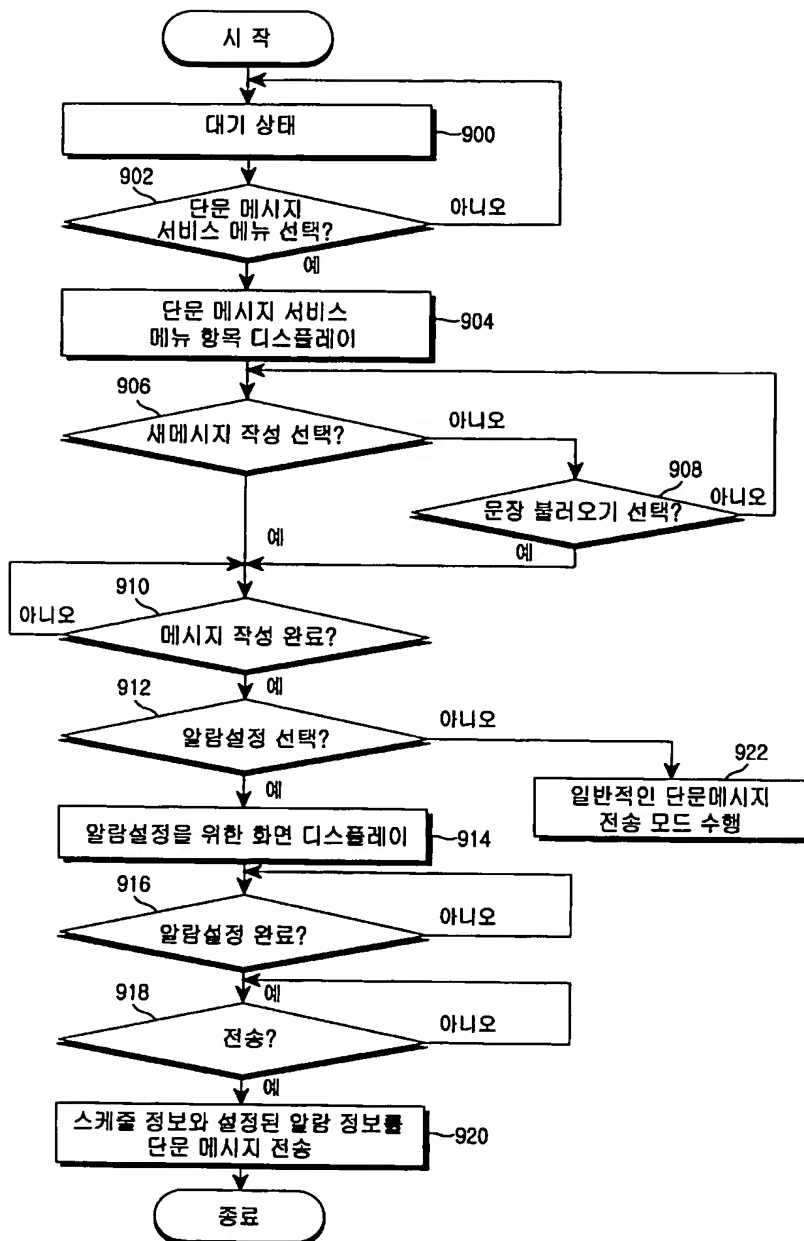 시 작
대기 상태
900
902
단문 메시지
서비스 메뉴 선택?
아니오
예
단문 메시지 서비스
메뉴 항목 디스플레이
904
906
새메시지 작성 선택?
아니오
908
문장 불러오기 선택?
아니오
예
예
910
아니오
메시지 작성 완료?
예
912
알람설정 선택?
아니오
922
일반적인 단문메시지
전송 모드 수행
예
알람설정을 위한 화면 디스플레이
914
916
알람설정 완료?
아니오
예
918
전송?
아니오
예
스케줄 정보와 설정된 알람 정보를
단문 메시지 전송
920
종료